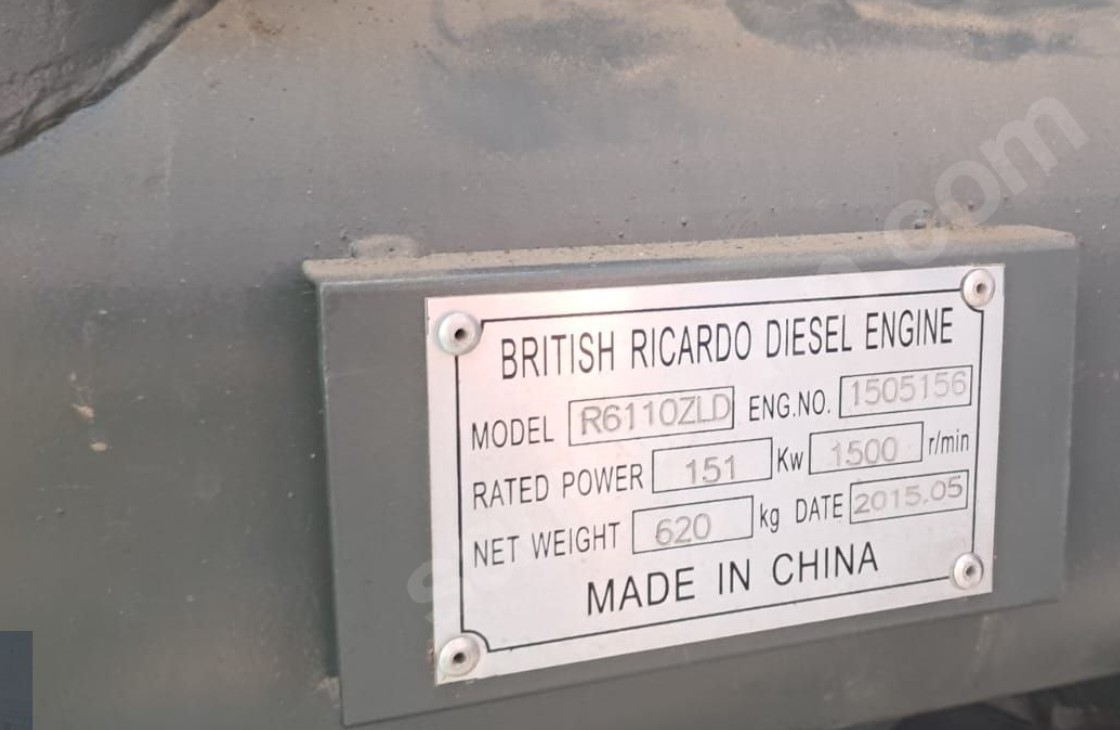 BRITISH RICARDO DIESEL ENGINE
MODEL R6110ZLD ENG.NO. 1505156
RATED POWER 151 Kw 1500 r/min
NET WEIGHT 620 kg DATE 2015.05
MADE IN CHINA
.com